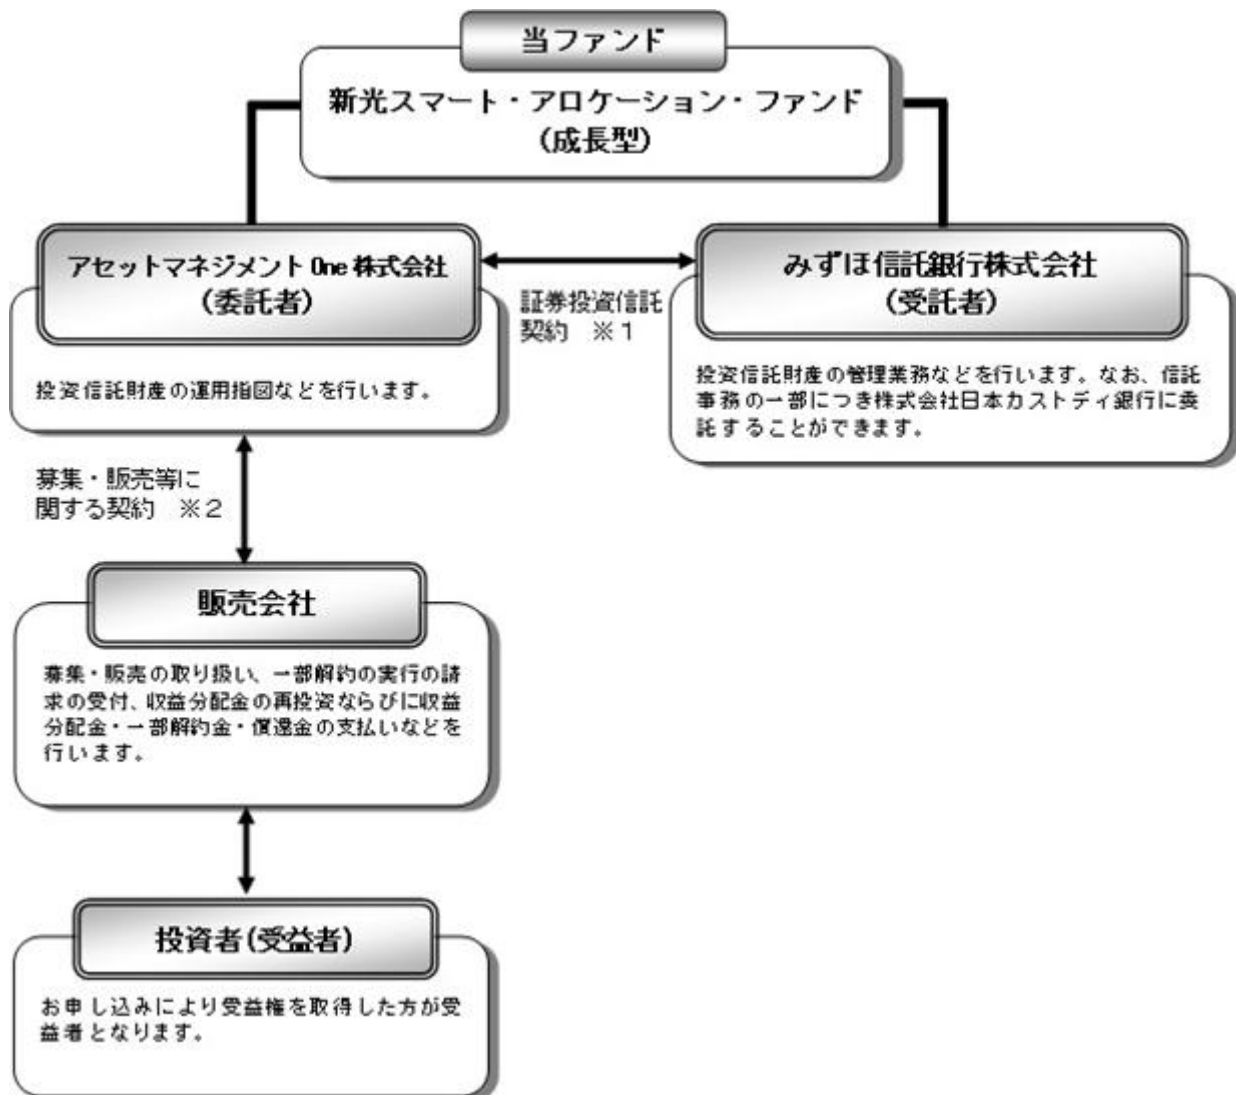 当ファンド
新光スマート・アロケーション・ファンド
(成長型)
アセットマネジメントOne 株式会社
(委託者)
投資信託財産の運用指図などを行います。
証券投資信託
契約　※１
みずほ信託銀行株式会社
(受託者)
投資信託財産の管理業務などを行います。なお、信託
事務の一部につき株式会社日本カストディ銀行に委
託することができます。
募集・販売等に
関する契約　※２
販売会社
募集・販売の取り扱い、一部解約の実行の請
求の受付、収益分配金の再投資ならびに収益
分配金・一部解約金・償還金の支払いなどを
行います。
投資者(受益者)
お申し込みにより受益権を取得した方が受
益者となります。